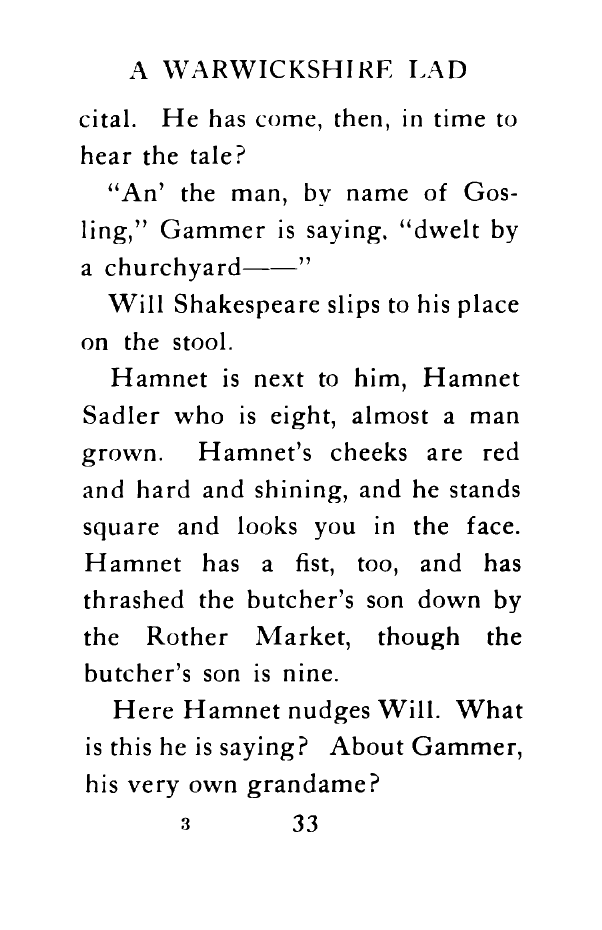 A WARWICKSHIRE LAD
cital. He has come, then, in time to
hear the tale?
“An’ the man, by name of Gos-
ling,” Gammer is saying, “dwelt by
a churchyard——”
Will Shakespeare slips to his place
on the stool.
Hamnet is next to him, Hamnet
Sadler who is eight, almost a man
grown. Hamnet’s cheeks are red
and hard and shining, and he stands
square and looks you in the face.
Hamnet has a fist, too, and has
thrashed the butcher’s son down by
the Rother Market, though the
butcher’s son is nine.
Here Hamnet nudges Will. What
is this he is saying? About Gammer,
his very own grandame?
3 33